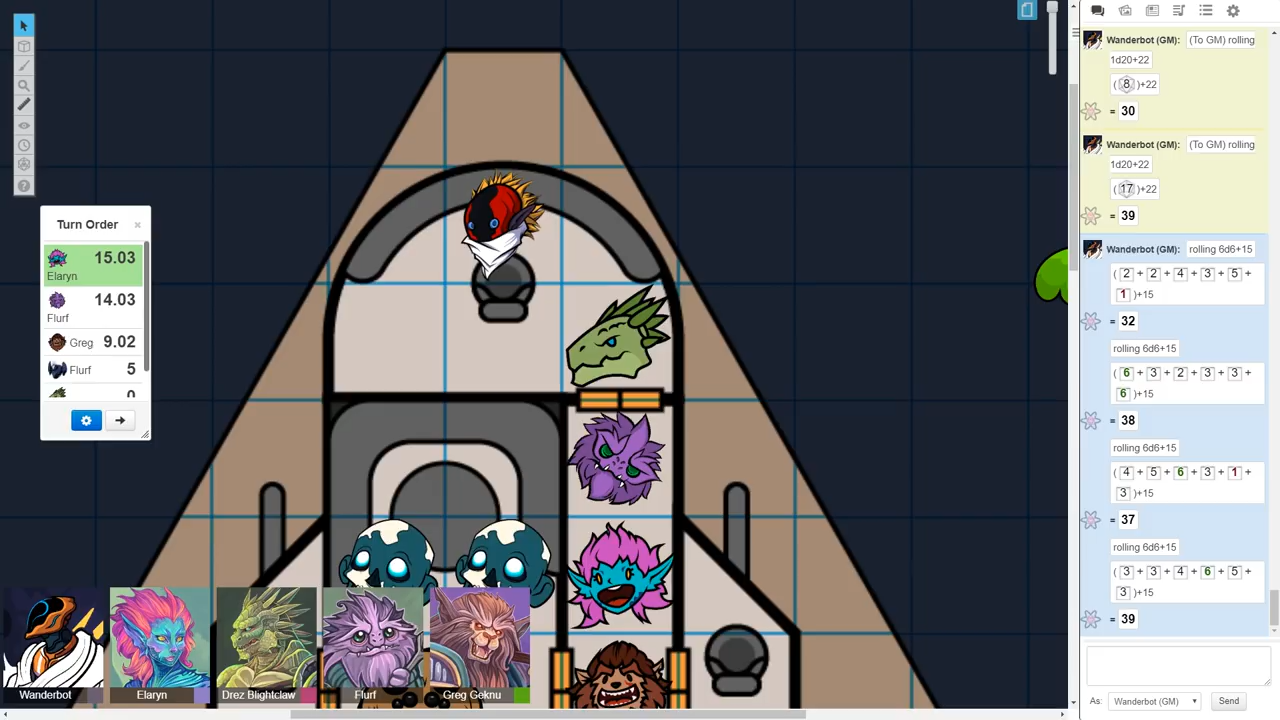 Turn Order ×
15.03
Elaryn
14.03
Flurf
Greg 9.02
Flurf 5
0
Wanderbot
Elaryn
Drez Blightclaw
Flurf
Greg Geknu
Wanderbot (GM): (To GM) rolling
1d20+22
( 8 )+22
= 30
Wanderbot (GM): (To GM) rolling
1d20+22
( 17 )+22
= 39
Wanderbot (GM): rolling 6d6+15
( 2 + 2 + 4 + 3 + 5 +
1 )+15
= 32
rolling 6d6+15
( 6 + 3 + 2 + 3 + 3 +
6 )+15
= 38
rolling 6d6+15
( 4 + 5 + 6 + 3 + 1 +
3 )+15
= 37
rolling 6d6+15
( 3 + 3 + 4 + 6 + 5 +
3 )+15
= 39
As: Wanderbot (GM) Send